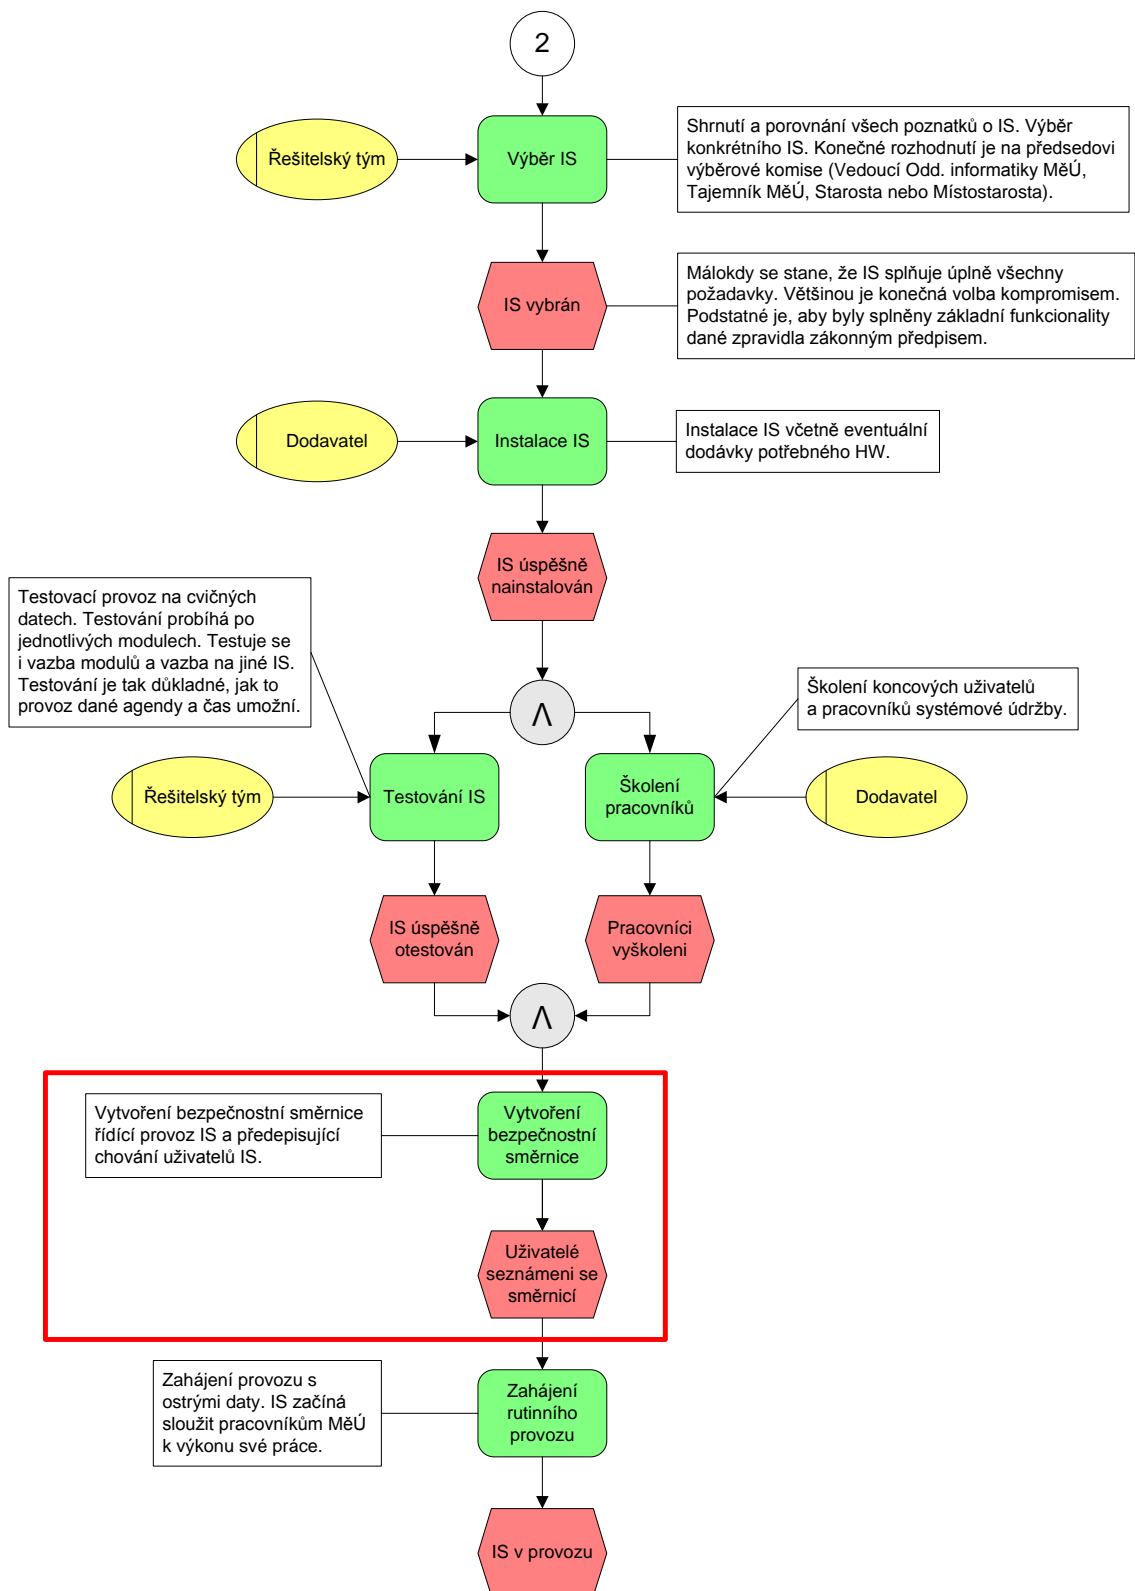 2
Řešitelský tým
Výběr IS
Shrnutí a porovnání všech poznatků o IS. Výběr
konkrétního IS. Konečné rozhodnutí je na předsedovi
výběrové komise (Vedoucí Odd. informatiky MěÚ,
Tajemník MěÚ, Starosta nebo Místostarosta).
IS vybrán
Málokdy se stane, že IS splňuje úplně všechny
požadavky. Většinou je konečná volba kompromisem.
Podstatné je, aby byly splněny základní funkcionality
dané zpravidla zákonným předpisem.
Dodavatel
Instalace IS
Instalace IS včetně eventuální
dodávky potřebného HW.
IS úspěšně
nainstalován
Testovací provoz na cvičných
datech. Testování probíhá po
jednotlivých modulech. Testuje se
i vazba modulů a vazba na jiné IS.
Testování je tak důkladné, jak to
provoz dané agendy a čas umožní.
Λ
Školení koncových uživatelů
a pracovníků systémové údržby.
Řešitelský tým
Testování IS
Školení
pracovníků
Dodavatel
IS úspěšně
otestován
Pracovníci
vyškoleni
Λ
Vytvoření bezpečnostní směrnice
řídící provoz IS a předepisující
chování uživatelů IS.
Vytvoření
bezpečnostní
směrnice
Uživatelé
seznámeni se
směrnicí
Zahájení provozu s
ostrými daty. IS začíná
sloužit pracovníkům MěÚ
k výkonu své práce.
Zahájení
rutinního
provozu
IS v provozu